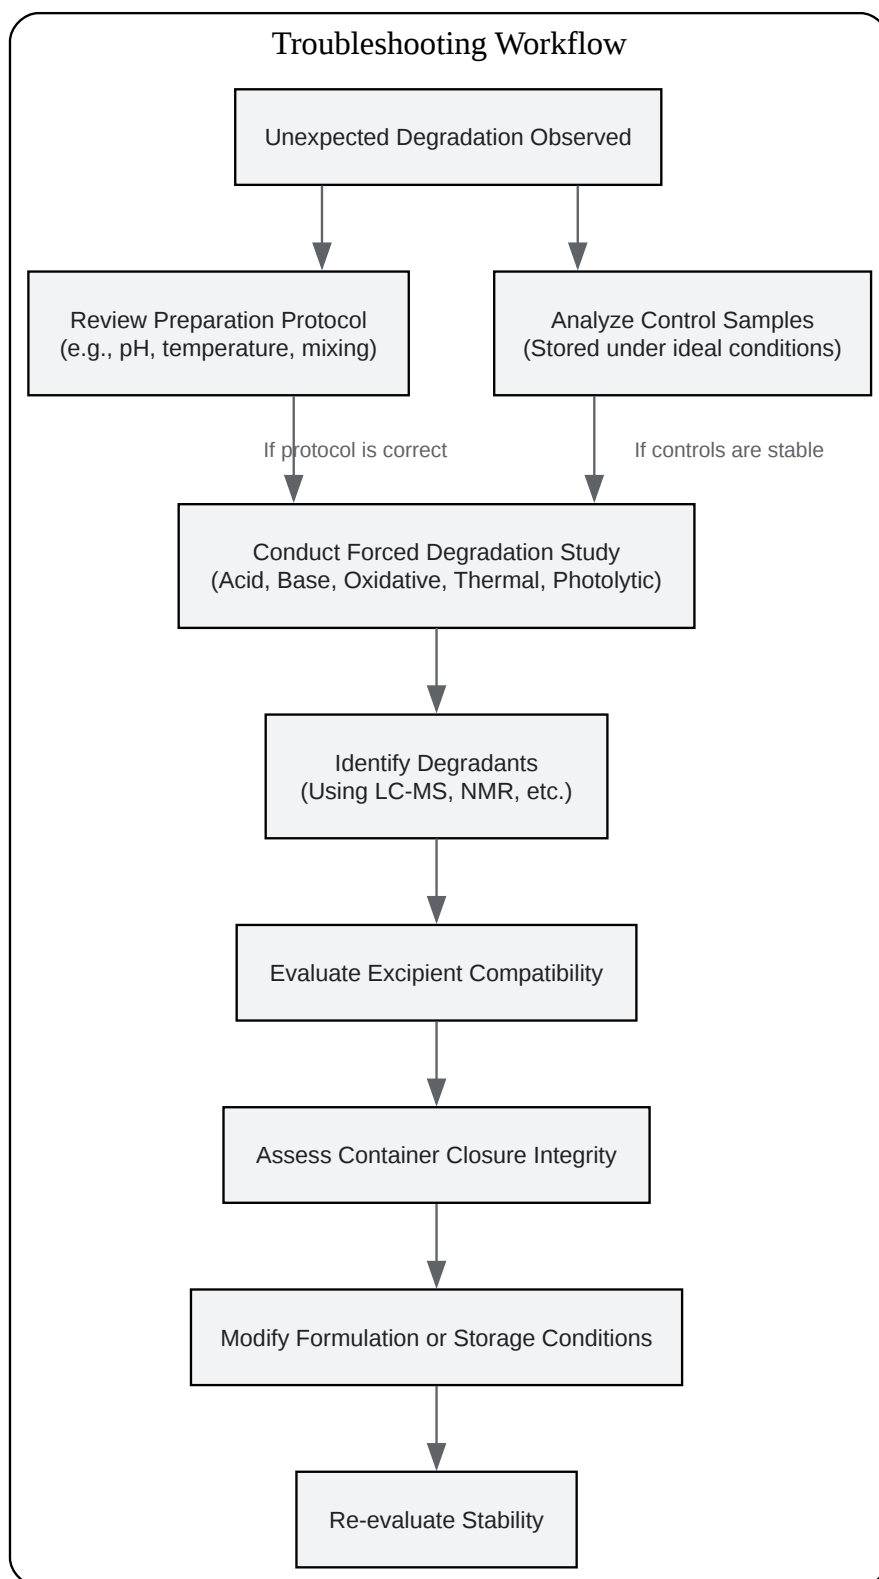 Troubleshooting Workflow
Unexpected Degradation Observed
Review Preparation Protocol
(e.g., pH, temperature, mixing)
Analyze Control Samples
(Stored under ideal conditions)
If protocol is correct
If controls are stable
Conduct Forced Degradation Study
(Acid, Base, Oxidative, Thermal, Photolytic)
Identify Degradants
(Using LC-MS, NMR, etc.)
Evaluate Excipient Compatibility
Assess Container Closure Integrity
Modify Formulation or Storage Conditions
Re-evaluate Stability